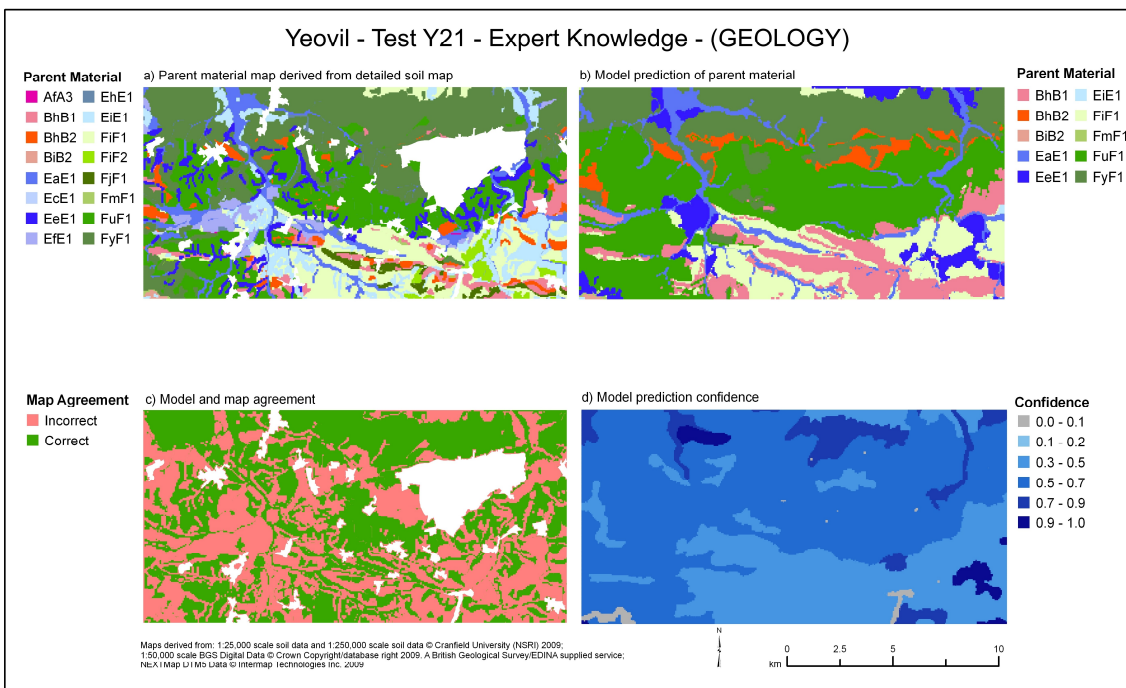 Yeovil - Test Y21 - Expert Knowledge - (GEOLOGY)
Parent Material
AfA3 EhE1
BhB1 EiE1
BhB2 FiF1
BiB2 FiF2
EaE1 FjF1
EcE1 FmF1
EeE1 FuF1
EfE1 FyF1
a) Parent material map derived from detailed soil map
b) Model prediction of parent material
Parent Material
BhB1 EiE1
BhB2 FiF1
BiB2 FmF1
EaE1 FuF1
EeE1 FyF1
Map Agreement
Incorrect
Correct
c) Model and map agreement
d) Model prediction confidence
Confidence
0.0 - 0.1
0.1 - 0.2
0.3 - 0.5
0.5 - 0.7
0.7 - 0.9
0.9 - 1.0
Maps derived from: 1:25,000 scale soil data and 1:250,000 scale soil data © Cranfield University (NSRI) 2009;
1:50,000 scale BGS Digital Data © Crown Copyright/database right 2009. A British Geological Survey/EDINA supplied service;
NEXTMap DTM5 Data © Intermap Technologies Inc. 2009
N
km 0 2.5 5 10